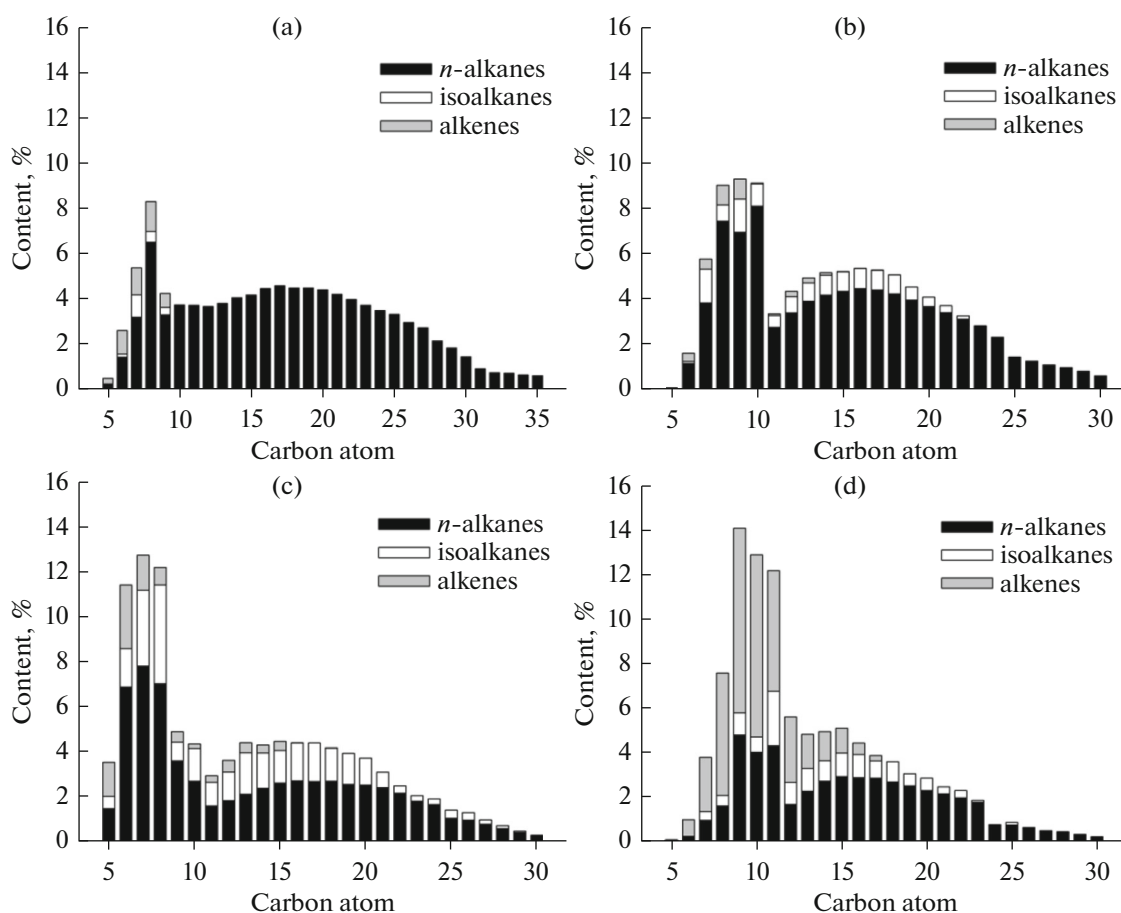 (a)
16
14
12
10
8
6
4
2
0
Content, %
n-alkanes
isoalkanes
alkenes
5 10 15 20 25 30 35
Carbon atom
(b)
16
14
12
10
8
6
4
2
0
Content, %
n-alkanes
isoalkanes
alkenes
5 10 15 20 25 30
Carbon atom
(c)
16
14
12
10
8
6
4
2
0
Content, %
n-alkanes
isoalkanes
alkenes
5 10 15 20 25 30
Carbon atom
(d)
16
14
12
10
8
6
4
2
0
Content, %
n-alkanes
isoalkanes
alkenes
5 10 15 20 25 30
Carbon atom